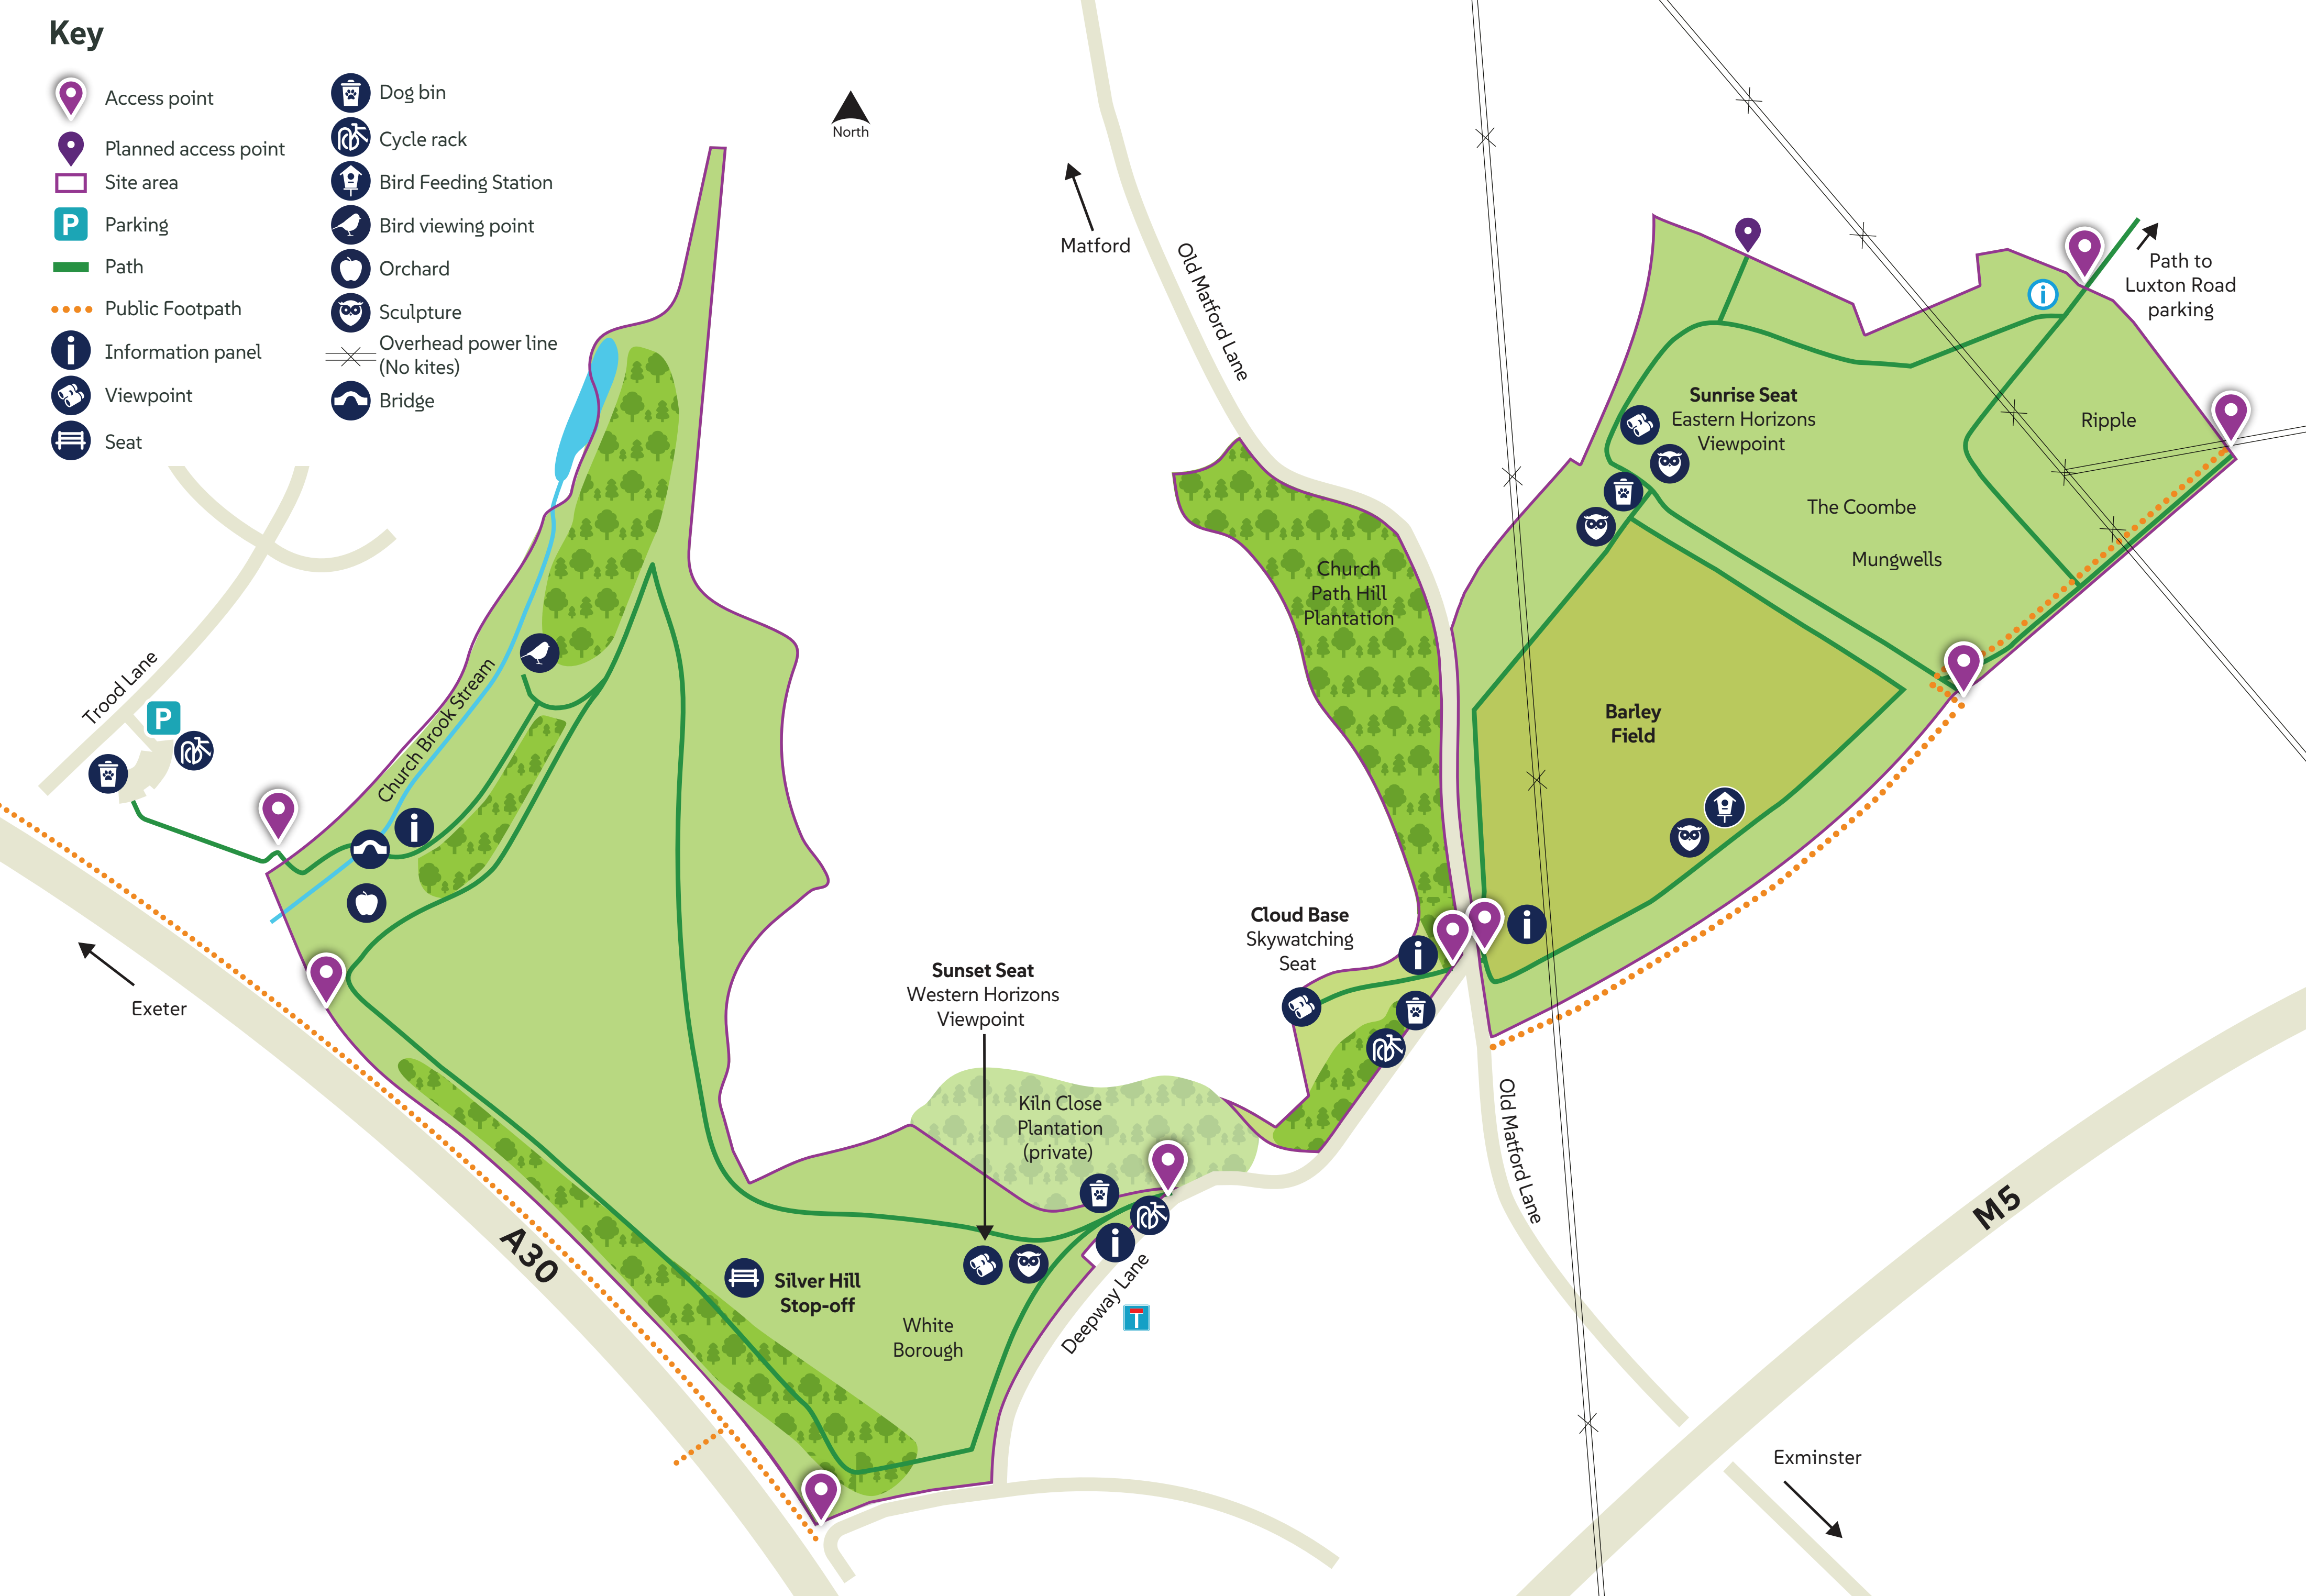 Key
Access point
Planned access point
Site area
P
Parking
Path
Public Footpath
i
Information panel
Viewpoint
Seat
Dog bin
Cycle rack
Bird Feeding Station
Bird viewing point
Orchard
Sculpture
Overhead power line
(No kites)
Bridge
North
Matford
Old Matford Lane
Path to
Luxton Road
parking
i
Sunrise Seat
Eastern Horizons
Viewpoint
Ripple
The Coombe
Mungwells
Church
Path Hill
Plantation
Trood Lane
P
Church Brook Stream
i
Barley
Field
Cloud Base
Skywatching
Seat
i
i
Exeter
Sunset Seat
Western Horizons
Viewpoint
Kiln Close
Plantation
(private)
Old Matford Lane
M5
A30
i
Silver Hill
Stop-off
White
Borough
Deepway Lane
Exminster